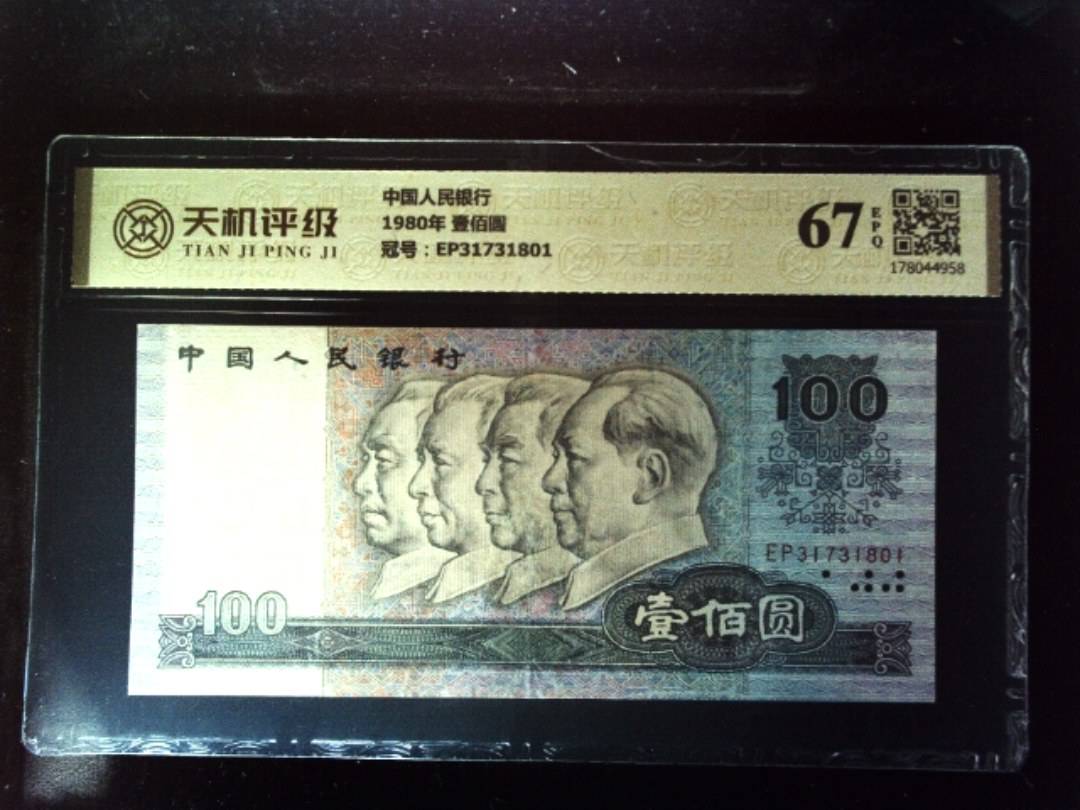 天机评级
TIAN JI PING JI
中国人民银行
1980年 壹佰圆
冠号：EP31731801
67
EPQ
178044958
中国人民银行
100
EP31731801
100
壹佰圆